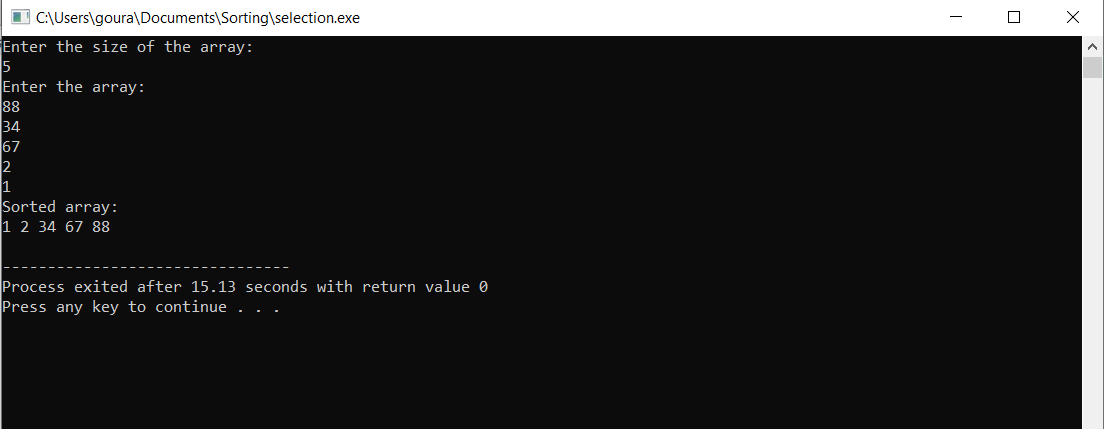 C:\Users\goura\Documents\Sorting\selection.exe
Enter the size of the array:
5
Enter the array:
88
34
67
2
1
Sorted array:
1 2 34 67 88
--------------------------------
Process exited after 15.13 seconds with return value 0
Press any key to continue . . .